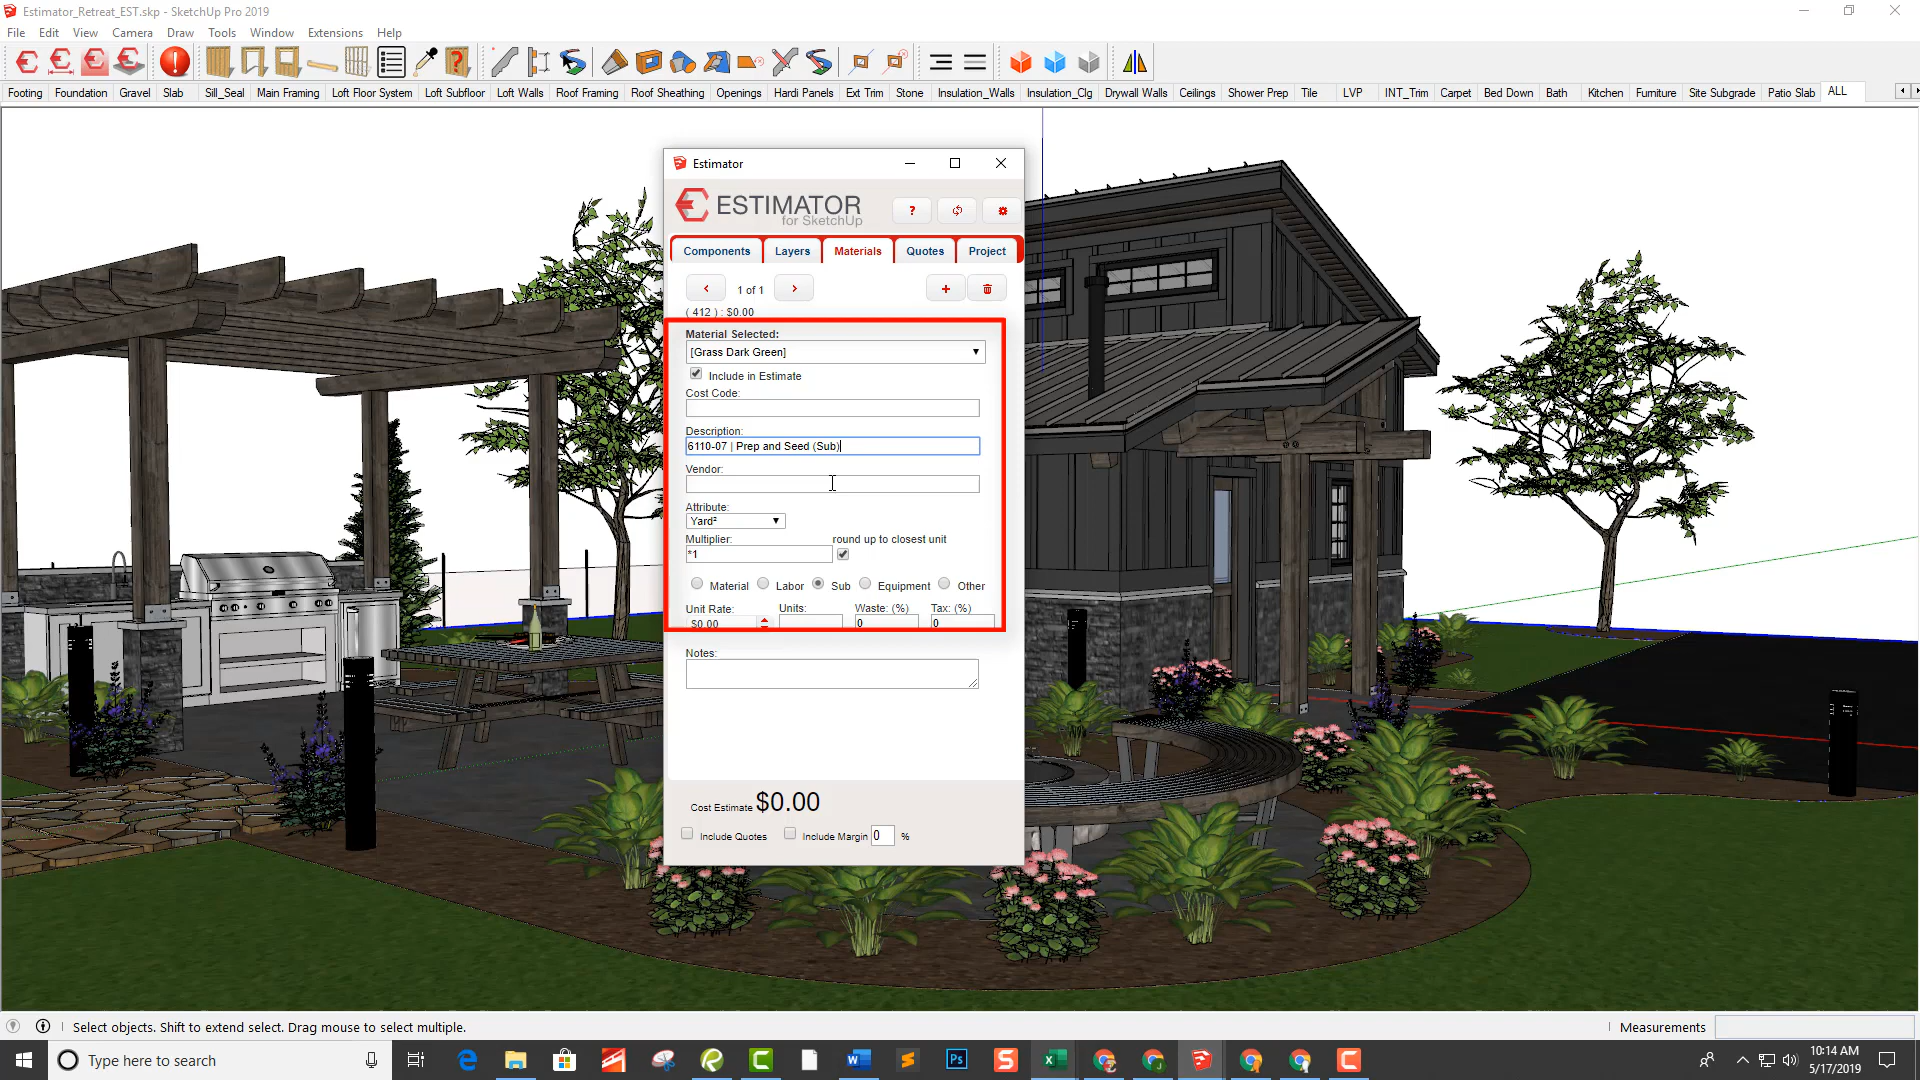 Estimator_Retreat_EST.skp - SketchUp Pro 2019
File Edit View Camera Draw Tools Window Extensions Help
Footing Foundation Gravel Slab Sill_Seal Main Framing Loft Floor System Loft Subfloor Loft Walls Roof Framing Roof Sheathing Openings Hardi Panels Ext Trim Stone Insulation_Walls Insulation_Clg Drywall Walls Ceilings Shower Prep Tile LVP INT_Trim Carpet Bed Down Bath Kitchen Furniture Site Subgrade Patio Slab ALL
Estimator
ESTIMATOR
for SketchUp
?
Components Layers Materials Quotes Project
< 1 of 1 > +
( 412 ) : $0.00
Material Selected:
[Grass Dark Green]
Include in Estimate
Cost Code:
Description:
6110-07 | Prep and Seed (Sub)
Vendor:
Attribute:
Yard²
Multiplier: round up to closest unit
*1
Material Labor Sub Equipment Other
Unit Rate: Units: Waste: (%) Tax: (%)
$0.00 0 0
Notes:
Cost Estimate $0.00
Include Quotes Include Margin 0 %
Select objects. Shift to extend select. Drag mouse to select multiple.
Measurements
Type here to search
Ps
10:14 AM
5/17/2019